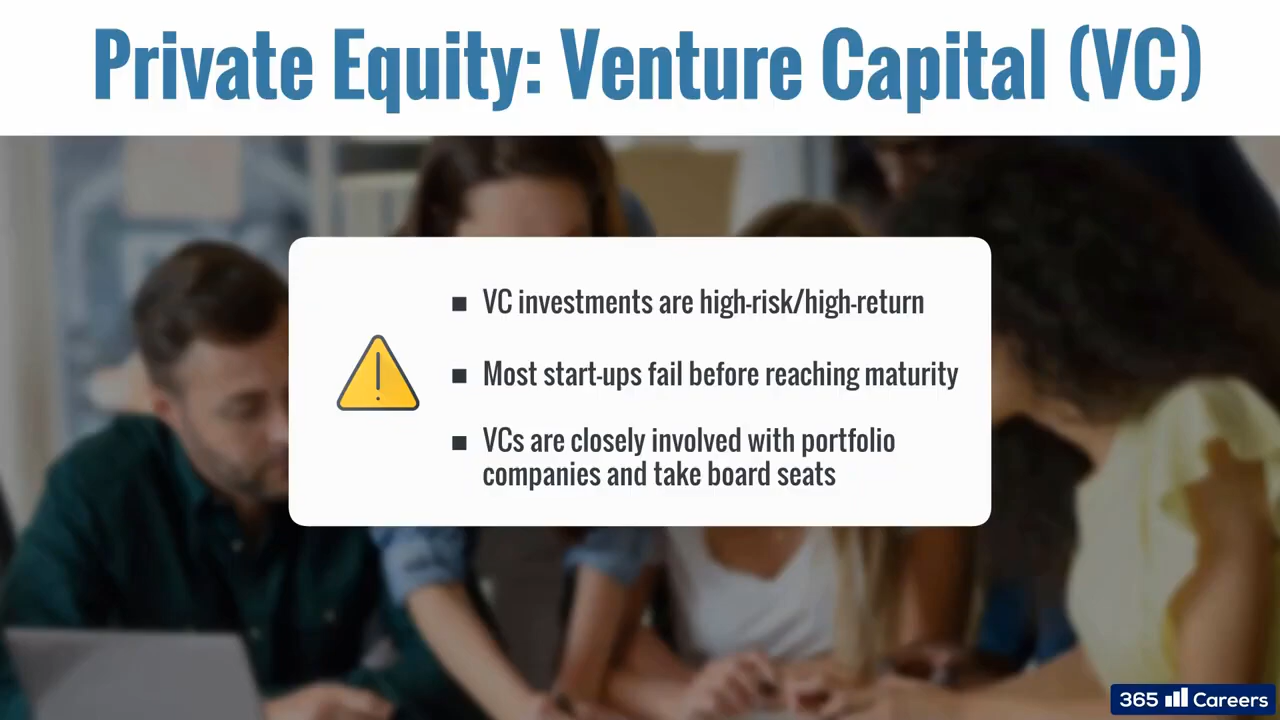 Private Equity: Venture Capital (VC)
VC investments are high-risk/high-return
Most start-ups fail before reaching maturity
VCs are closely involved with portfolio
companies and take board seats
365 Careers